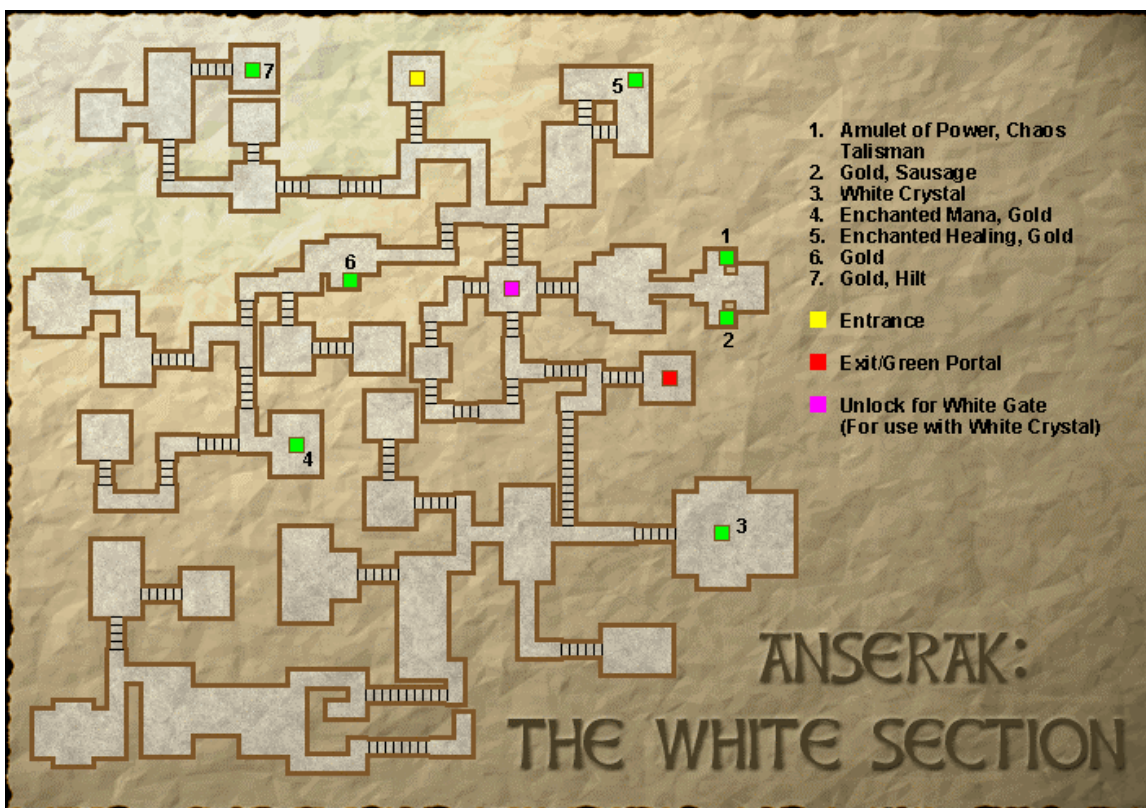 7
5
1. Amulet of Power, Chaos
Talisman
2. Gold, Sausage
3. White Crystal
4. Enchanted Mana, Gold
5. Enchanted Healing, Gold
6. Gold
7. Gold, Hilt
1
6
2
Entrance
Exit/Green Portal
Unlock for White Gate
(For use with White Crystal)
4
3
ANSERAK:
THE WHITE SECTION